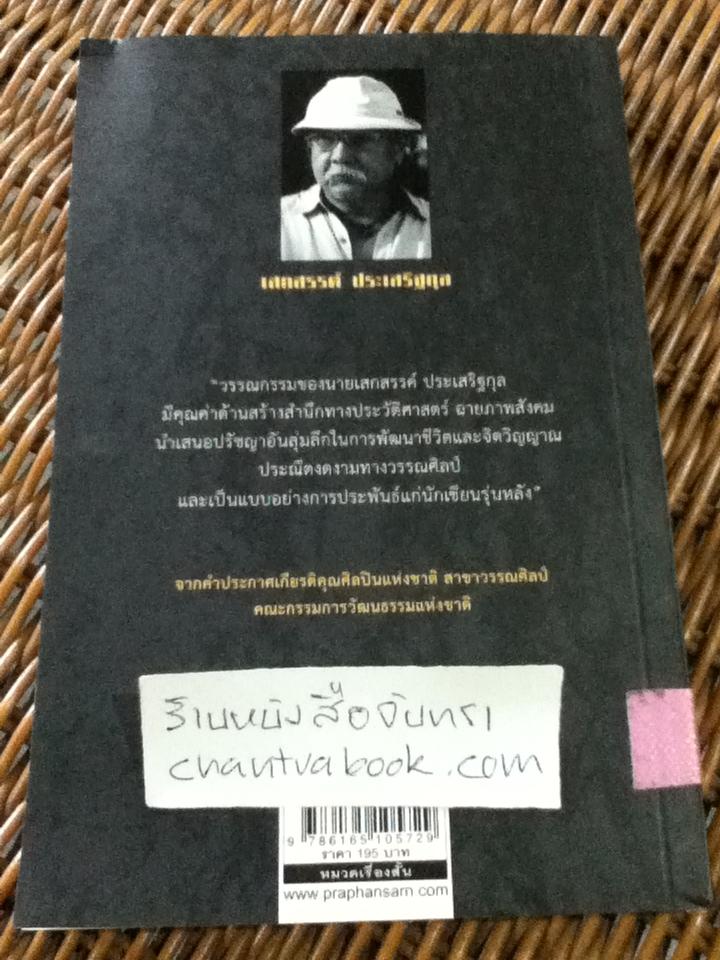 เสกสรรค์ ประเสริฐกุล
"วรรณกรรมของนายเสกสรรค์ ประเสริฐกุล
มีคุณค่าด้านสร้างสำนึกทางประวัติศาสตร์ ฉายภาพสังคม
นำเสนอปรัชญาอันลุ่มลึกในการพัฒนาชีวิตและจิตวิญญาณ
ประณีตงดงามทางวรรณศิลป์
และเป็นแบบอย่างการประพันธ์แก่นักเขียนรุ่นหลัง"
จากคำประกาศเกียรติคุณศิลปินแห่งชาติ สาขาวรรณศิลป์
คณะกรรมการวัฒนธรรมแห่งชาติ
ร้านหนังสือจันทรา
chantrabook.com
9 786165 105729
ราคา 195 บาท
หมวดเรื่องสั้น
www.praphansarn.com